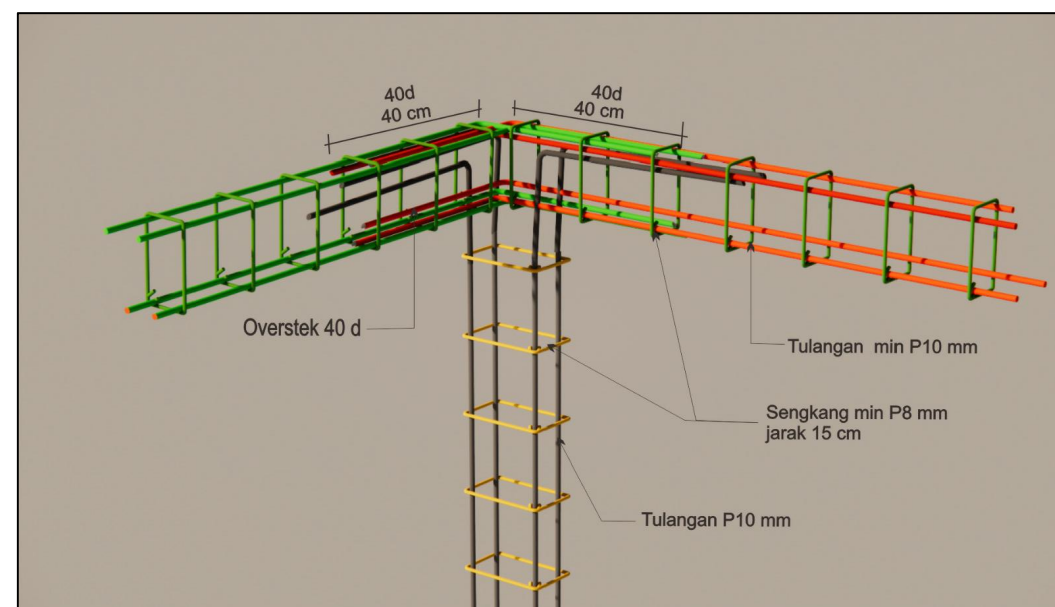 40d
40 cm
40d
40 cm
Overstek 40 d
Tulangan min P10 mm
Sengkang min P8 mm
jarak 15 cm
Tulangan P10 mm